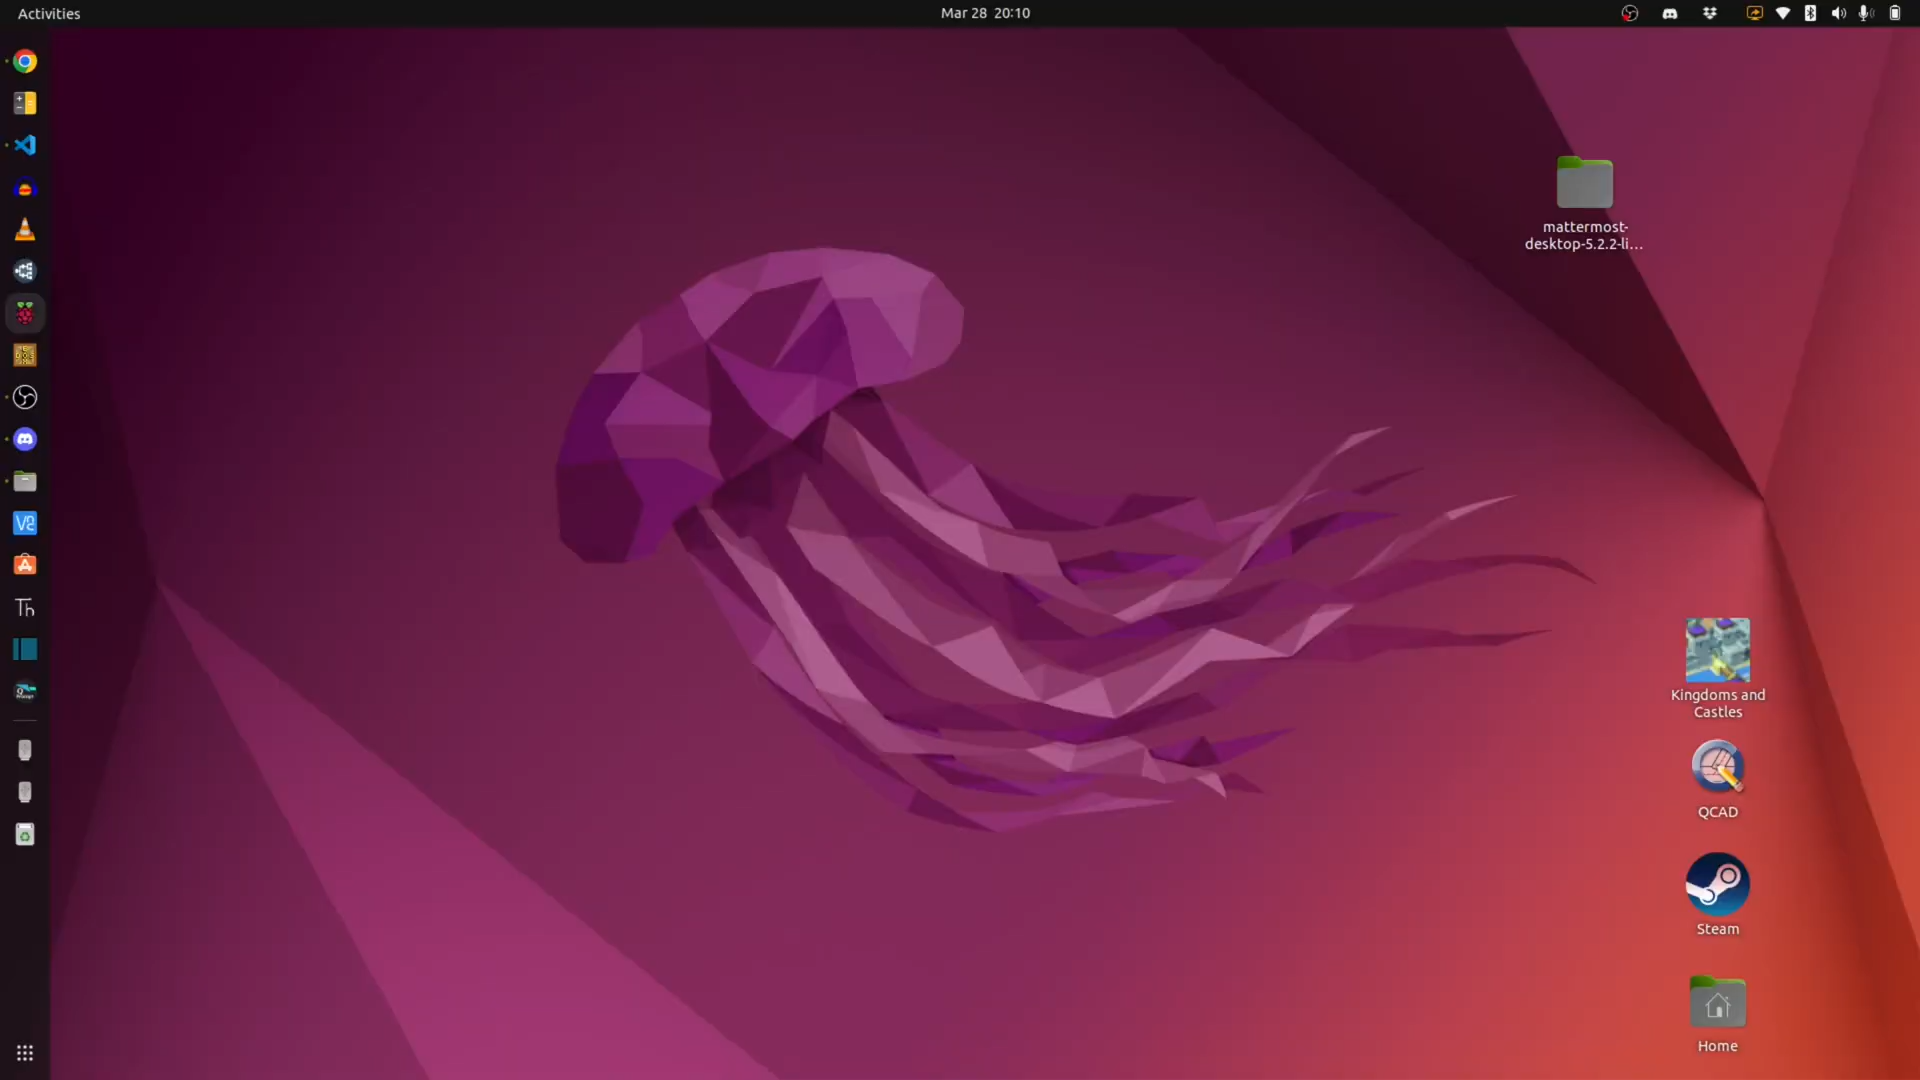 Activities
Mar 28 20:10
mattermost-
desktop-5.2.2-li...
Kingdoms and
Castles
QCAD
Steam
Home